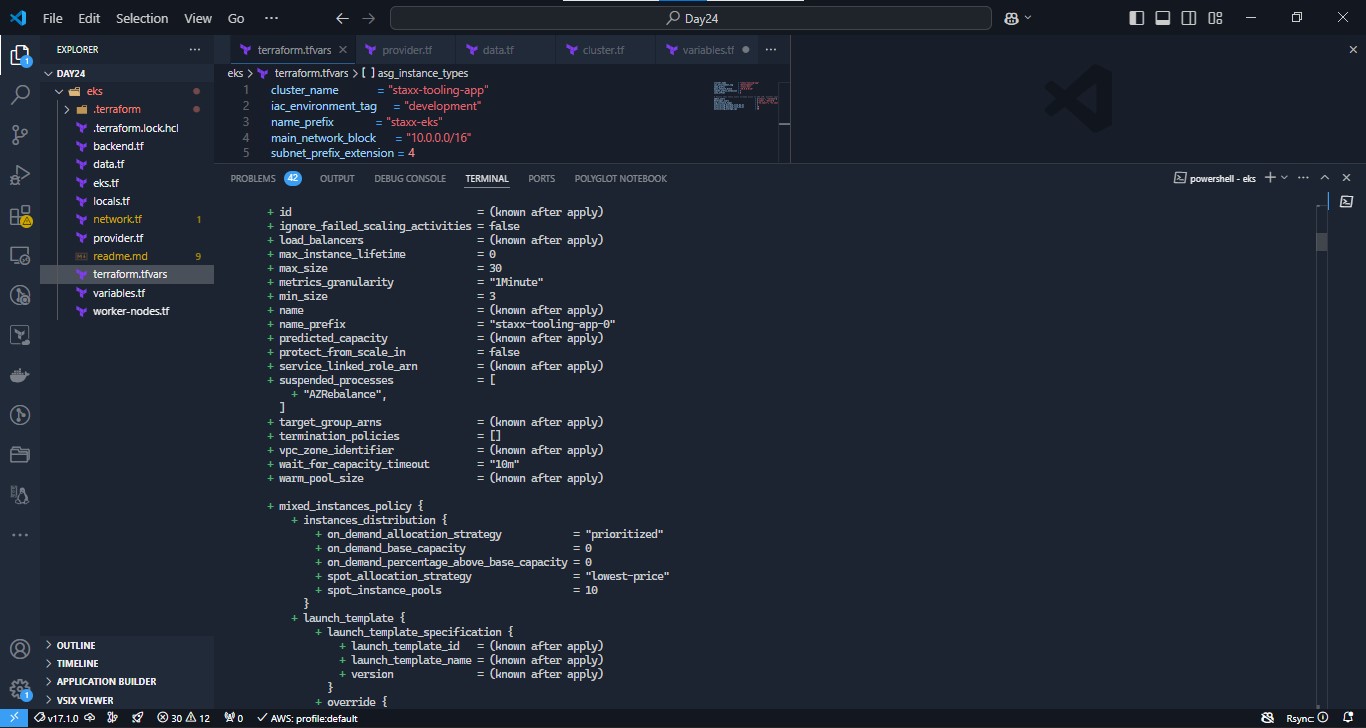 File Edit Selection View Go ···
Day24
EXPLORER ···
DAY24
eks
.terraform
.terraform.lock.hcl
backend.tf
data.tf
eks.tf
locals.tf
network.tf 1
provider.tf
readme.md 9
terraform.tfvars
variables.tf
worker-nodes.tf
OUTLINE
TIMELINE
APPLICATION BUILDER
VSIX VIEWER
terraform.tfvars provider.tf data.tf cluster.tf variables.tf ···
eks > terraform.tfvars > [ ] asg_instance_types
1 cluster_name = "staxx-tooling-app"
2 iac_environment_tag = "development"
3 name_prefix = "staxx-eks"
4 main_network_block = "10.0.0.0/16"
5 subnet_prefix_extension = 4
PROBLEMS 42 OUTPUT DEBUG CONSOLE TERMINAL PORTS POLYGLOT NOTEBOOK powershell - eks
+ id = (known after apply)
+ ignore_failed_scaling_activities = false
+ load_balancers = (known after apply)
+ max_instance_lifetime = 0
+ max_size = 30
+ metrics_granularity = "1Minute"
+ min_size = 3
+ name = (known after apply)
+ name_prefix = "staxx-tooling-app-0"
+ predicted_capacity = (known after apply)
+ protect_from_scale_in = false
+ service_linked_role_arn = (known after apply)
+ suspended_processes = [
+ "AZRebalance",
]
+ target_group_arns = (known after apply)
+ termination_policies = []
+ vpc_zone_identifier = (known after apply)
+ wait_for_capacity_timeout = "10m"
+ warm_pool_size = (known after apply)
+ mixed_instances_policy {
+ instances_distribution {
+ on_demand_allocation_strategy = "prioritized"
+ on_demand_base_capacity = 0
+ on_demand_percentage_above_base_capacity = 0
+ spot_allocation_strategy = "lowest-price"
+ spot_instance_pools = 10
}
+ launch_template {
+ launch_template_specification {
+ launch_template_id = (known after apply)
+ launch_template_name = (known after apply)
+ version = (known after apply)
}
+ override {
1
1
v17.1.0 30 12 0 AWS: profile:default Rsync: